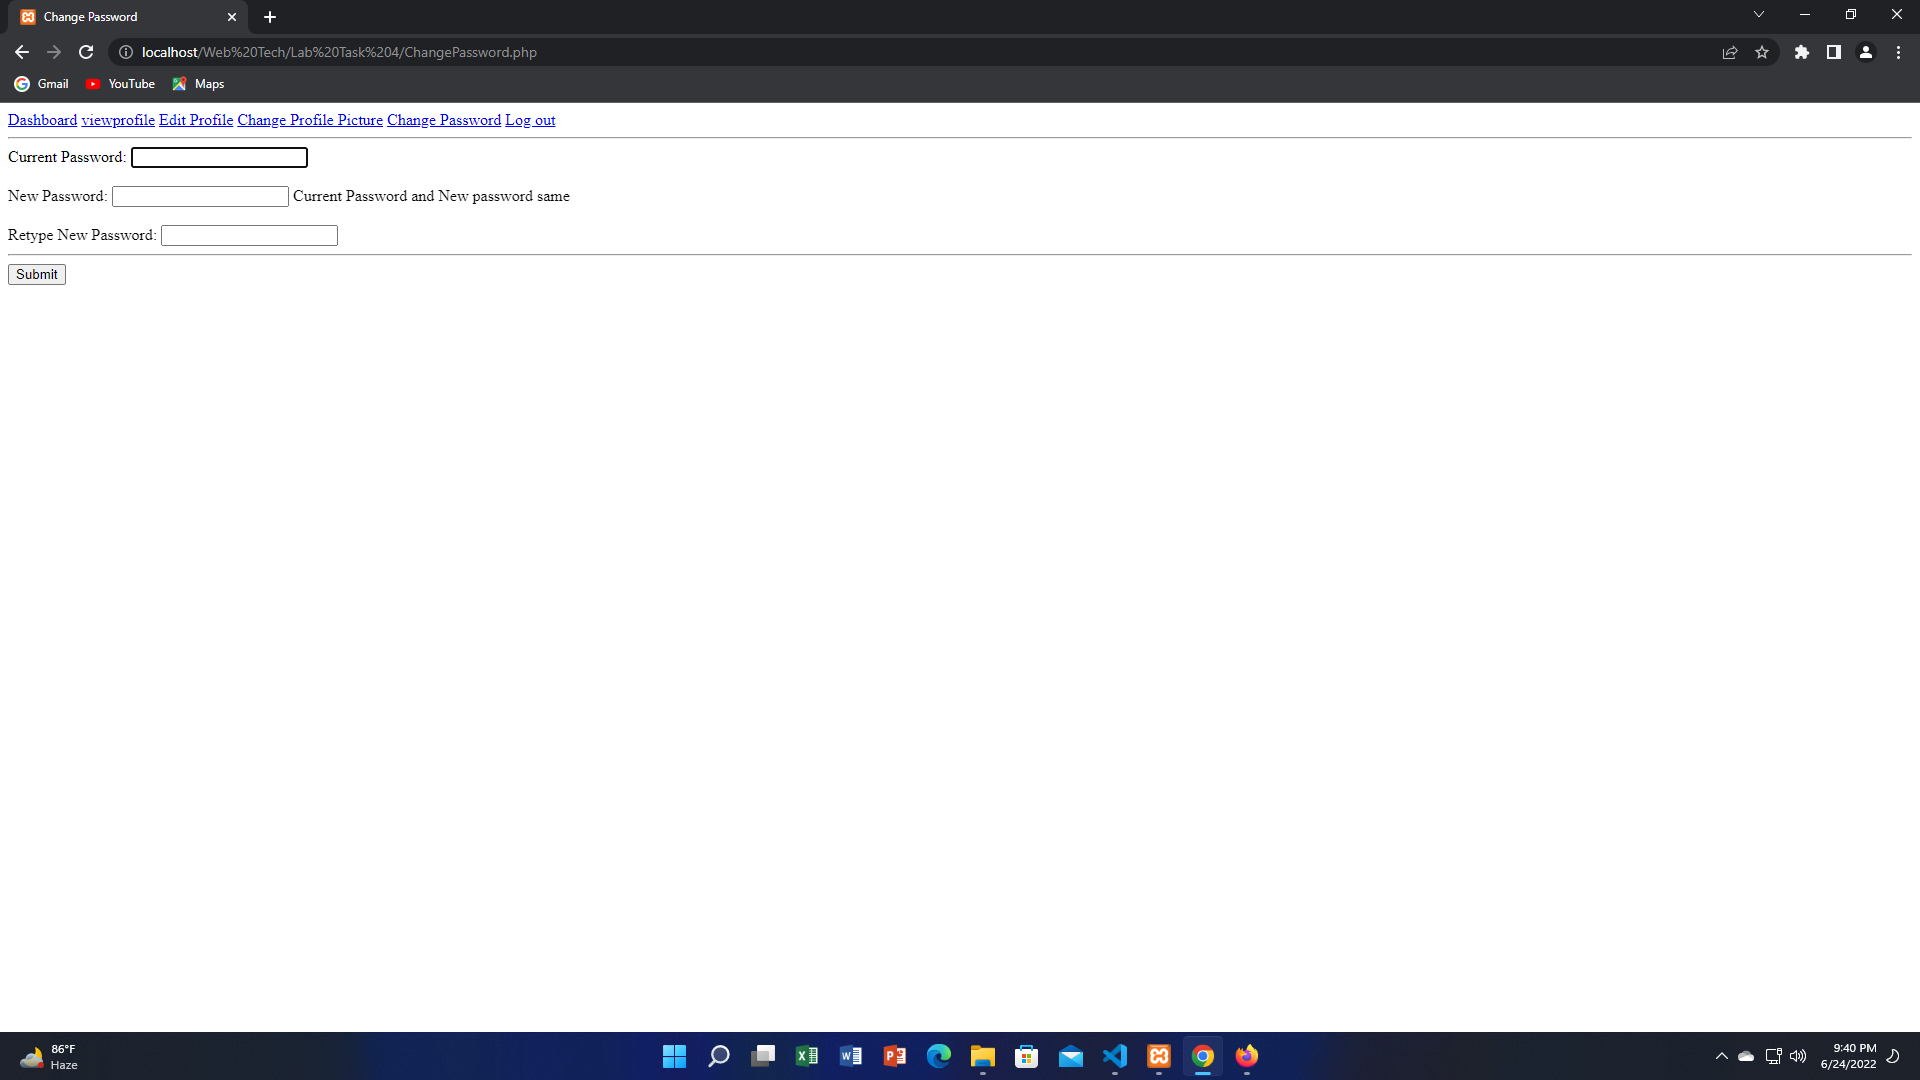 Change Password
localhost/Web%20Tech/Lab%20Task%204/ChangePassword.php
Gmail YouTube Maps
Dashboard viewprofile Edit Profile Change Profile Picture Change Password Log out
Current Password:
New Password: Current Password and New password same
Retype New Password:
Submit
86°F
Haze
9:40 PM
6/24/2022